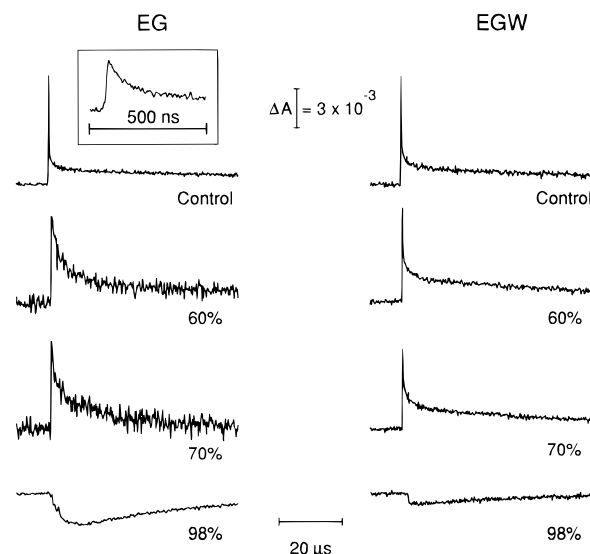 EG
EGW
500 ns
ΔA = 3 x 10⁻³
Control
Control
60%
60%
70%
70%
98%
98%
20 µs